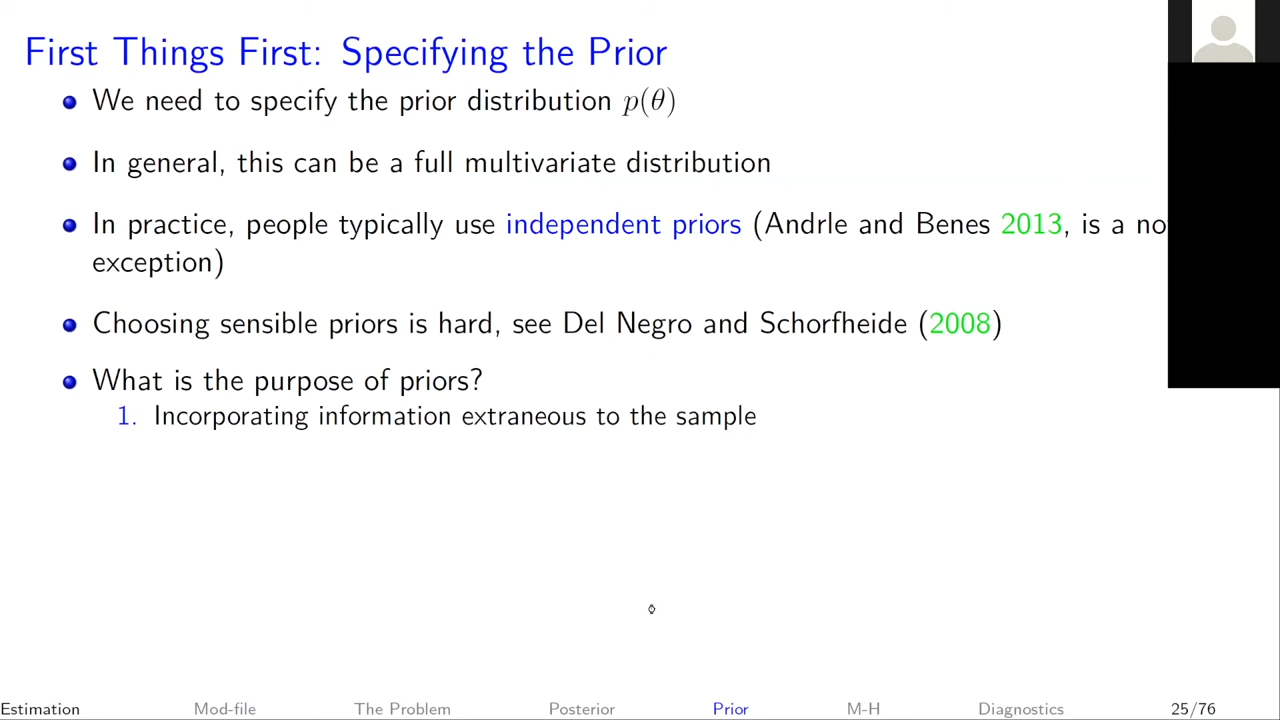 First Things First: Specifying the Prior
We need to specify the prior distribution p(θ)
In general, this can be a full multivariate distribution
In practice, people typically use independent priors (Andrle and Benes 2013, is a no
exception)
Choosing sensible priors is hard, see Del Negro and Schorfheide (2008)
What is the purpose of priors?
1. Incorporating information extraneous to the sample
Estimation Mod-file The Problem Posterior Prior M-H Diagnostics 25/76